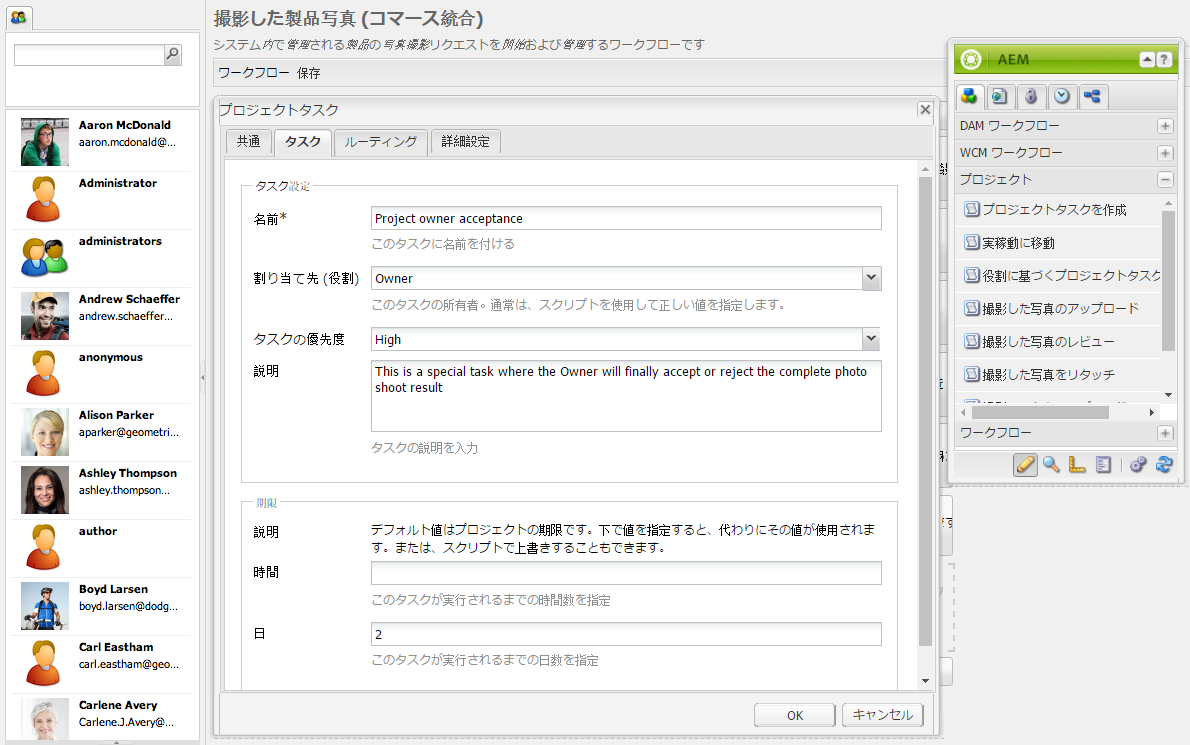 撮影した製品写真 (コマース統合)
システム内で管理される製品の写真撮影リクエストを開始および管理するワークフローです
ワークフロー 保存
Aaron McDonald
aaron.mcdonald@...
Administrator
administrators
Andrew Schaeffer
andrew.schaeffer...
anonymous
Alison Parker
aparker@geometri...
Ashley Thompson
ashley.thompson...
author
Boyd Larsen
boyd.larsen@dodg...
Carl Eastham
carl.eastham@geo...
Carlene Avery
Carlene.J.Avery@...
プロジェクトタスク
共通 タスク ルーティング 詳細設定
タスク設定
名前* Project owner acceptance
このタスクに名前を付ける
割り当て先 (役割) Owner
このタスクの所有者。通常は、スクリプトを使用して正しい値を指定します。
タスクの優先度 High
説明 This is a special task where the Owner will finally accept or reject the complete photo
shoot result
タスクの説明を入力
期限
説明 デフォルト値はプロジェクトの期限です。下で値を指定すると、代わりにその値が使用されま
す。または、スクリプトで上書きすることもできます。
時間
このタスクが実行されるまでの時間数を指定
日 2
このタスクが実行されるまでの日数を指定
OK キャンセル
AEM
?
DAM ワークフロー
WCM ワークフロー
プロジェクト
プロジェクトタスクを作成
実稼動に移動
役割に基づくプロジェクトタスク
撮影した写真のアップロード
撮影した写真のレビュー
撮影した写真をリタッチ
ワークフロー